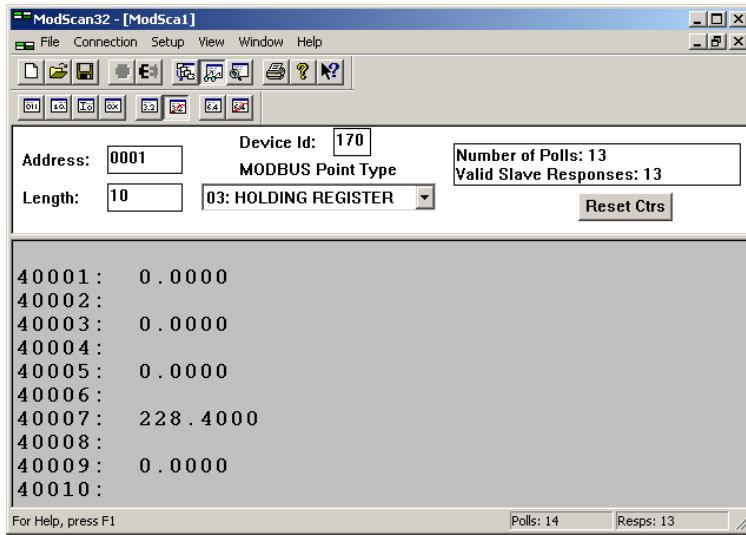 ModScan32 - [ModSca1]
File Connection Setup View Window Help
Device Id: 170
Address: 0001
MODBUS Point Type
Number of Polls: 13
Valid Slave Responses: 13
Length: 10
03: HOLDING REGISTER
Reset Ctrs
40001: 0.0000
40002:
40003: 0.0000
40004:
40005: 0.0000
40006:
40007: 228.4000
40008:
40009: 0.0000
40010:
For Help, press F1
Polls: 14
Resps: 13